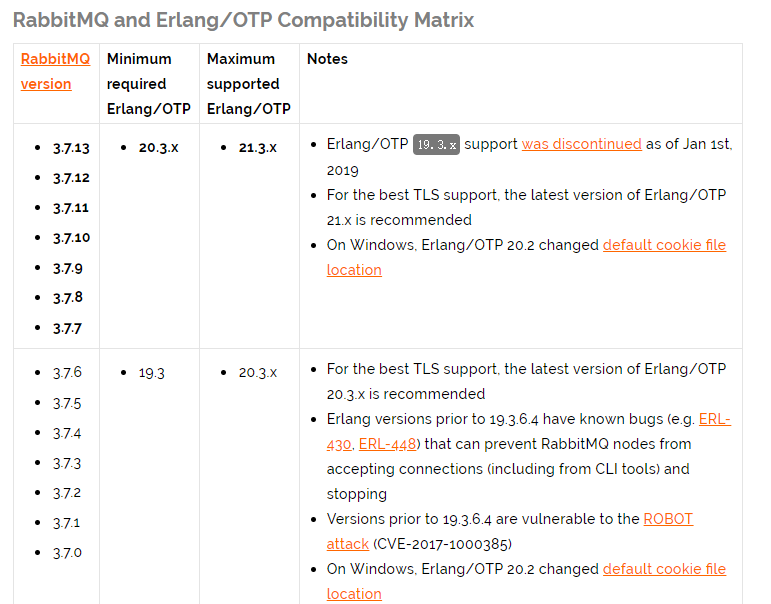 RabbitMQ and Erlang/OTP Compatibility Matrix
RabbitMQ version
Minimum required Erlang/OTP
Maximum supported Erlang/OTP
Notes
3.7.13
3.7.12
3.7.11
3.7.10
3.7.9
3.7.8
3.7.7
20.3.x
21.3.x
Erlang/OTP 19.3.x support was discontinued as of Jan 1st,
2019
For the best TLS support, the latest version of Erlang/OTP
21.x is recommended
On Windows, Erlang/OTP 20.2 changed default cookie file
location
3.7.6
3.7.5
3.7.4
3.7.3
3.7.2
3.7.1
3.7.0
19.3
20.3.x
For the best TLS support, the latest version of Erlang/OTP
20.3.x is recommended
Erlang versions prior to 19.3.6.4 have known bugs (e.g. ERL-
430, ERL-448) that can prevent RabbitMQ nodes from
accepting connections (including from CLI tools) and
stopping
Versions prior to 19.3.6.4 are vulnerable to the ROBOT
attack (CVE-2017-1000385)
On Windows, Erlang/OTP 20.2 changed default cookie file
location